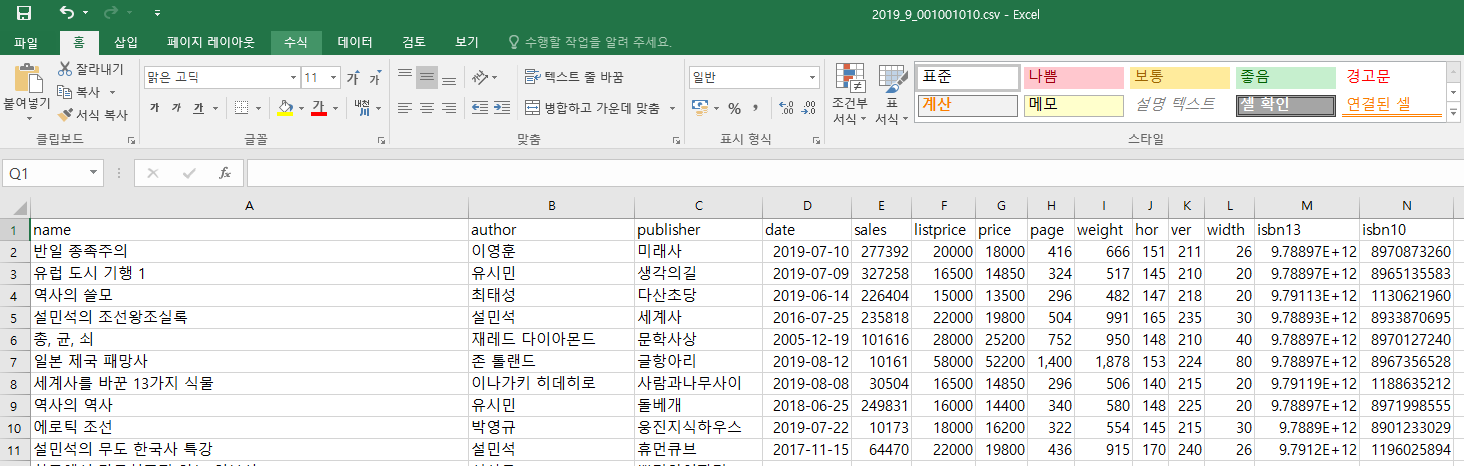 2019_9_001001010.csv - Excel
파일 홈 삽입 페이지 레이아웃 수식 데이터 검토 보기 수행할 작업을 알려 주세요.
붙여넣기 잘라내기 복사 서식 복사 클립보드
맑은 고딕 11 가 가 가 가 가 가 내천 글꼴
텍스트 줄 바꿈 병합하고 가운데 맞춤 맞춤
일반 % , 표시 형식
조건부 서식 표 서식
표준 나쁨 보통 좋음 경고문
계산 메모 설명 텍스트 셀 확인 연결된 셀
스타일
Q1 fx
A B C D E F G H I J K L M N
1 name author publisher date sales listprice price page weight hor ver width isbn13 isbn10
2 반일 종족주의 이영훈 미래사 2019-07-10 277392 20000 18000 416 666 151 211 26 9.78897E+12 8970873260
3 유럽 도시 기행 1 유시민 생각의길 2019-07-09 327258 16500 14850 324 517 145 210 20 9.78897E+12 8965135583
4 역사의 쓸모 최태성 다산초당 2019-06-14 226404 15000 13500 296 482 147 218 20 9.79113E+12 1130621960
5 설민석의 조선왕조실록 설민석 세계사 2016-07-25 235818 22000 19800 504 991 165 235 30 9.78893E+12 8933870695
6 총, 균, 쇠 재레드 다이아몬드 문학사상 2005-12-19 101616 28000 25200 752 950 148 210 40 9.78897E+12 8970127240
7 일본 제국 패망사 존 톨랜드 글항아리 2019-08-12 10161 58000 52200 1,400 1,878 153 224 80 9.78897E+12 8967356528
8 세계사를 바꾼 13가지 식물 이나가키 히데히로 사람과나무사이 2019-08-08 30504 16500 14850 296 506 140 215 20 9.79119E+12 1188635212
9 역사의 역사 유시민 돌베개 2018-06-25 249831 16000 14400 340 580 148 225 20 9.78897E+12 8971998555
10 에로틱 조선 박영규 웅진지식하우스 2019-07-22 10173 18000 16200 322 554 145 215 30 9.7889E+12 8901233029
11 설민석의 무도 한국사 특강 설민석 휴먼큐브 2017-11-15 64470 22000 19800 436 915 170 240 26 9.7912E+12 1196025894